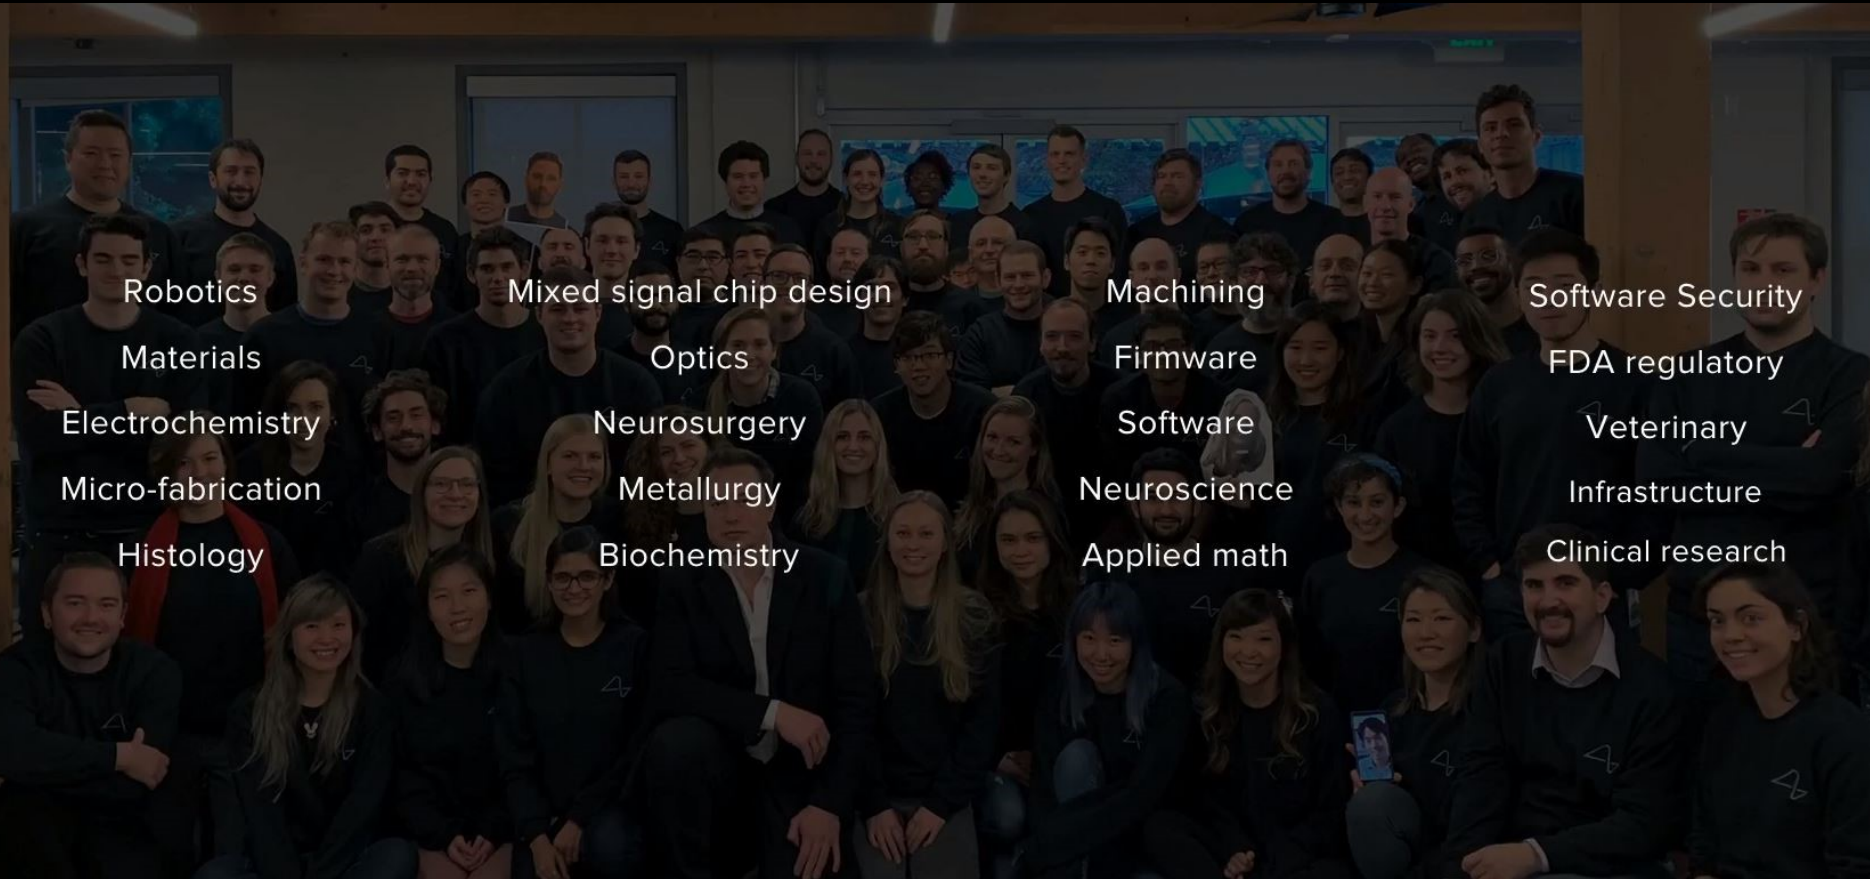 Robotics
Materials
Electrochemistry
Micro-fabrication
Histology
Mixed signal chip design
Optics
Neurosurgery
Metallurgy
Biochemistry
Machining
Firmware
Software
Neuroscience
Applied math
Software Security
FDA regulatory
Veterinary
Infrastructure
Clinical research